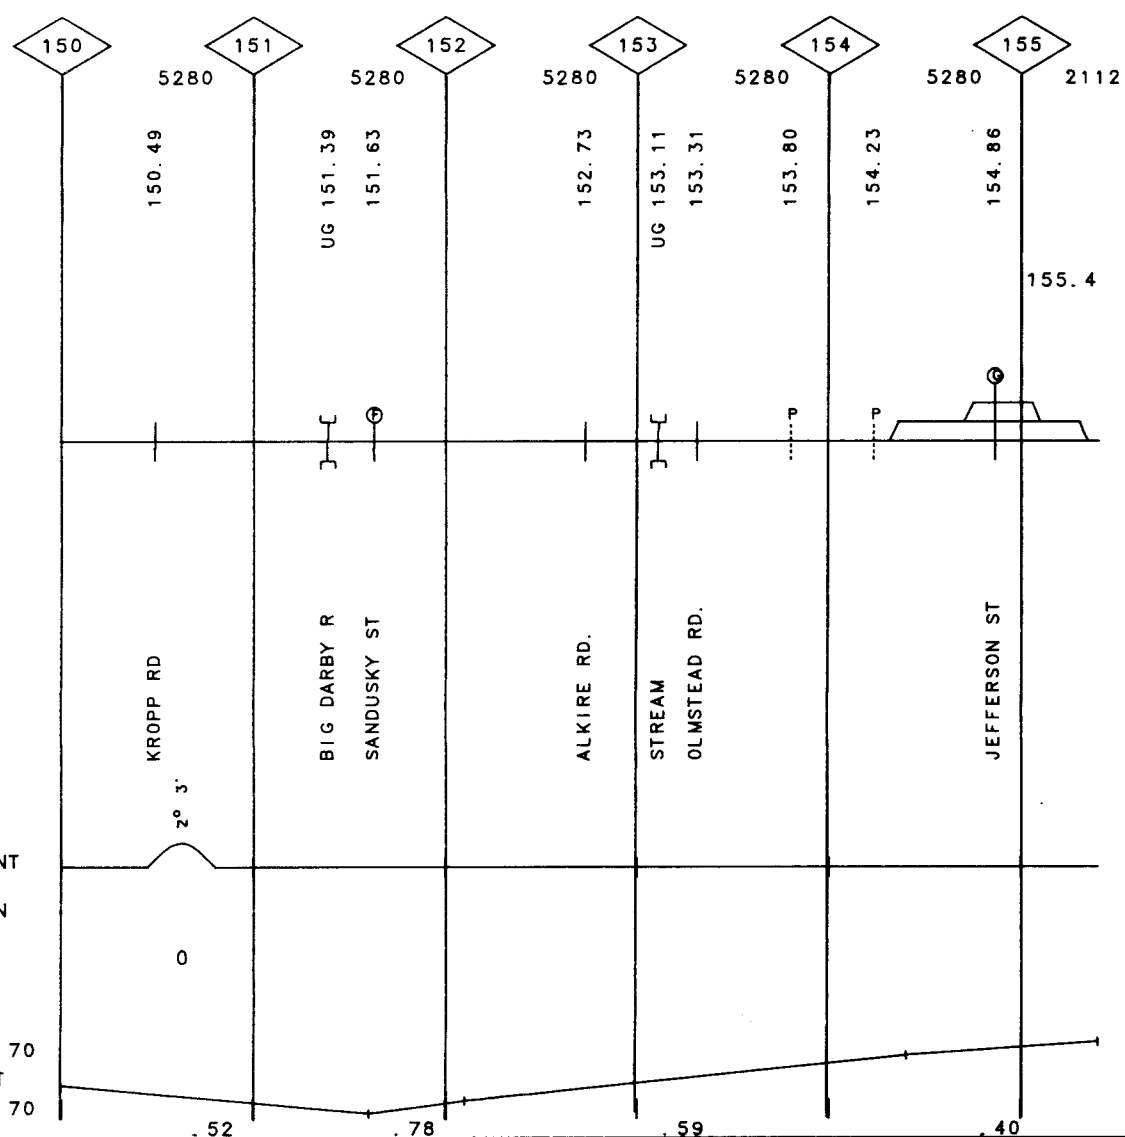 150 151 152 153 154 155
5280 5280 5280 5280 5280 2112
150.49
UG 151.39
151.63
152.73
UG 153.11
153.31
153.80
154.23
154.86
155.4
G
F
P P
KROPP RD
BIG DARBY R
SANDUSKY ST
ALKIRE RD.
STREAM
OLMSTEAD RD.
JEFFERSON ST
2° 3'
NT
N
0
70
T
70
.52 .78 .59 .40